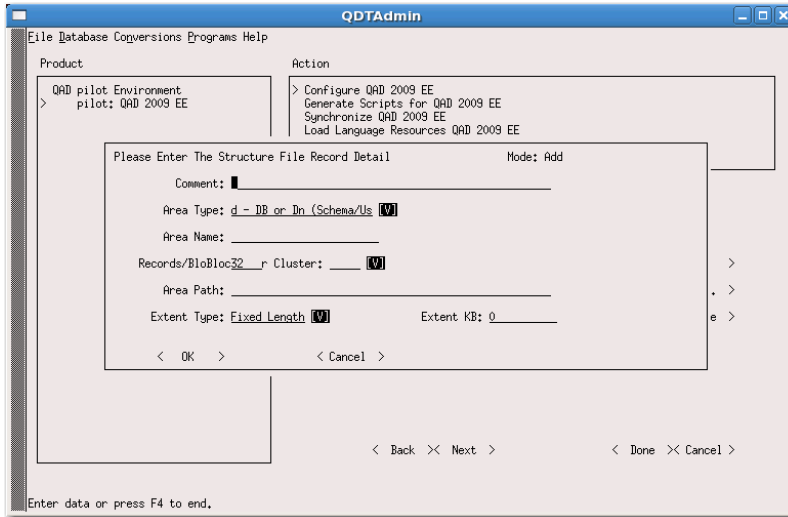 QDTAdmin
File Database Conversions Programs Help
Product
Action
QAD pilot Environment
> pilot: QAD 2009 EE
> Configure QAD 2009 EE
Generate Scripts for QAD 2009 EE
Synchronize QAD 2009 EE
Load Language Resources QAD 2009 EE
Please Enter The Structure File Record Detail Mode: Add
Comment:
Area Type: d - DB or Dn (Schema/Us [V]
Area Name:
Records/BloBloc32 r Cluster: [V]
>
Area Path:
. >
Extent Type: Fixed Length [V] Extent KB: 0
e >
< OK > < Cancel >
< Back >< Next > < Done >< Cancel >
Enter data or press F4 to end.